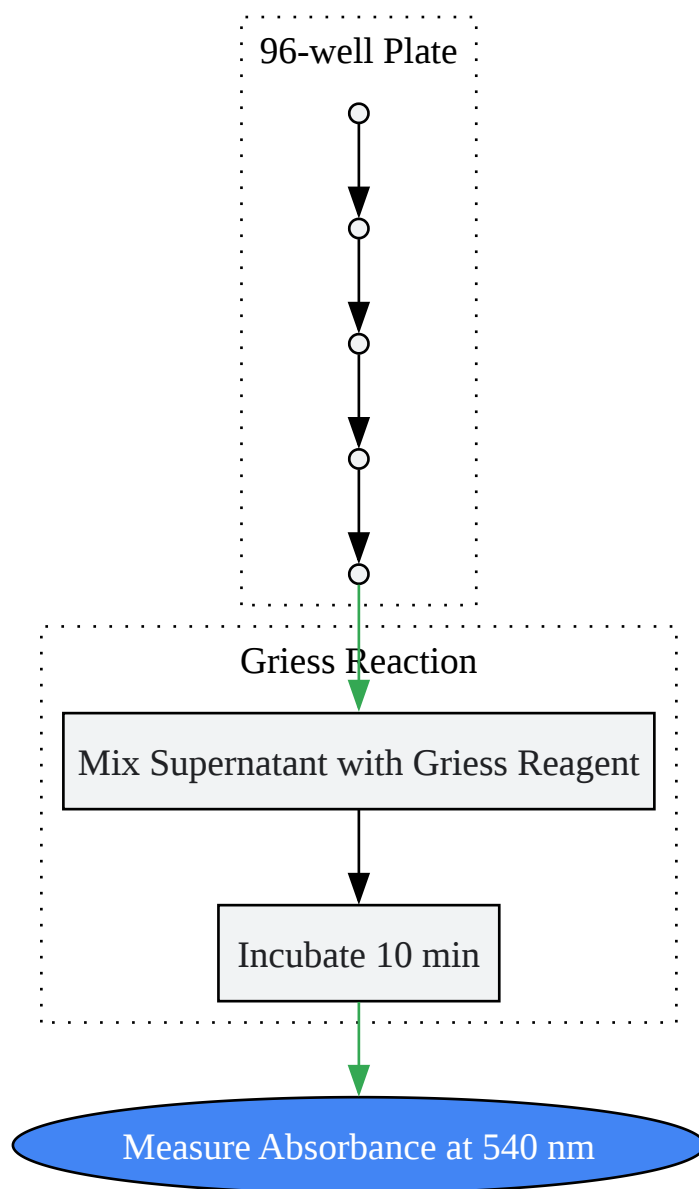 96-well Plate
Griess Reaction
Mix Supernatant with Griess Reagent
Incubate 10 min
Measure Absorbance at 540 nm